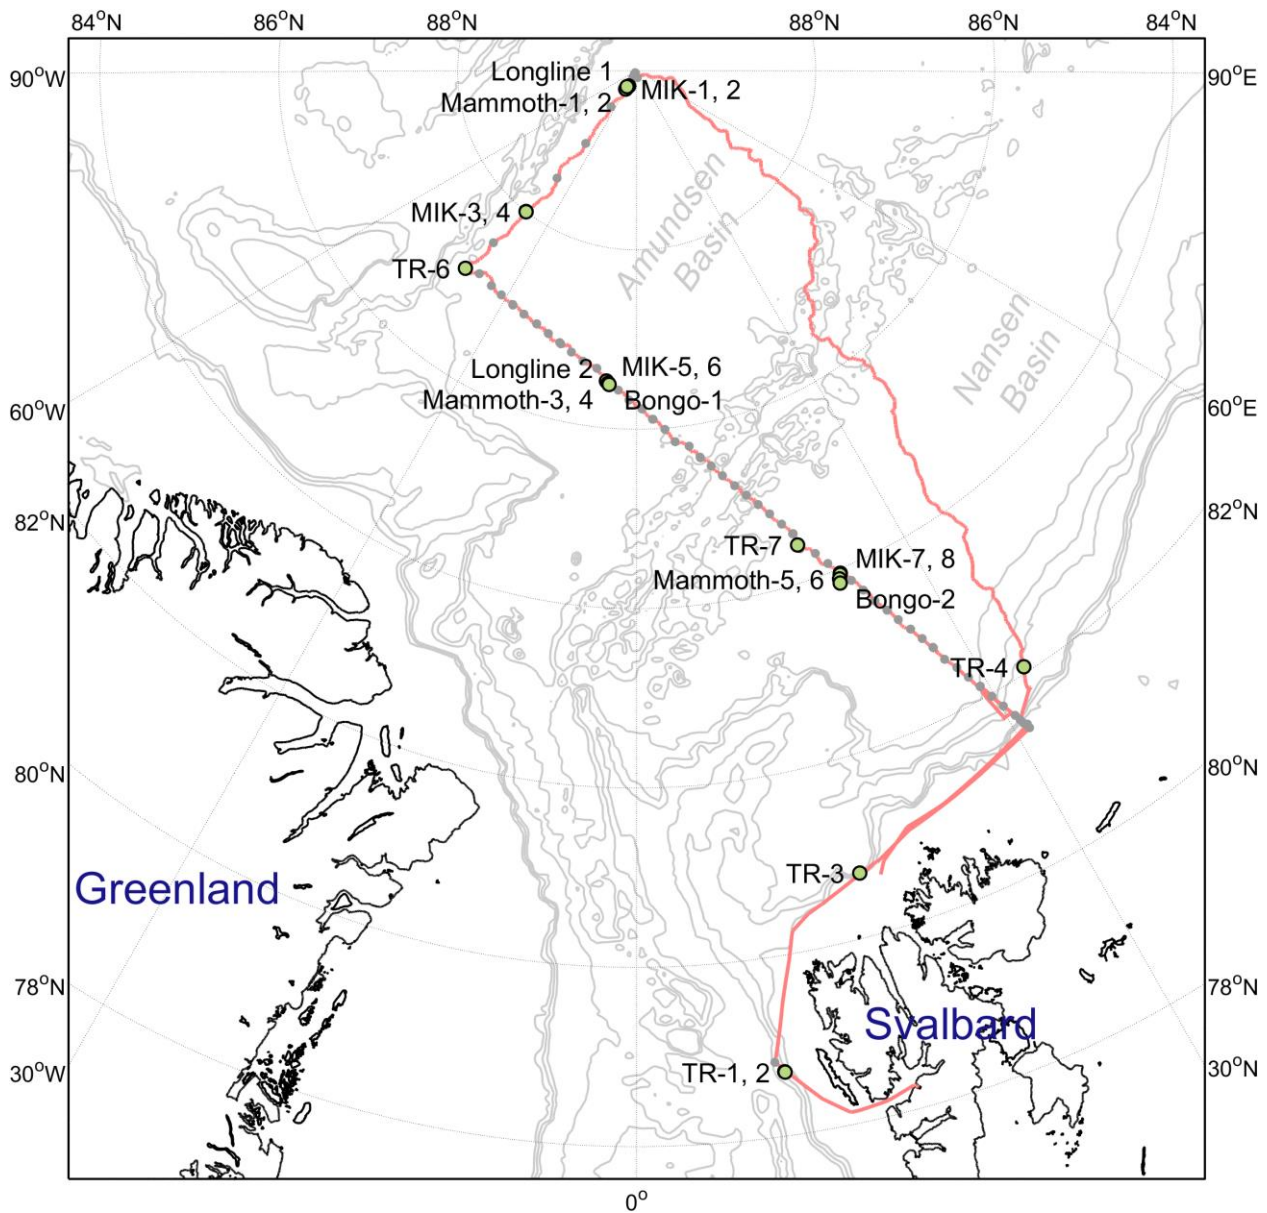 84°N 86°N 88°N 88°N 86°N 84°N
90°W
90°E
Longline 1
Mammoth-1, 2
MIK-1, 2
Amundsen
Basin
MIK-3, 4
TR-6
Nansen
Basin
Longline 2
MIK-5, 6
Mammoth-3, 4
Bongo-1
60°W
60°E
82°N
82°N
TR-7
MIK-7, 8
Mammoth-5, 6
Bongo-2
TR-4
80°N
80°N
TR-3
Greenland
78°N
78°N
Svalbard
TR-1, 2
30°W
30°E
0°